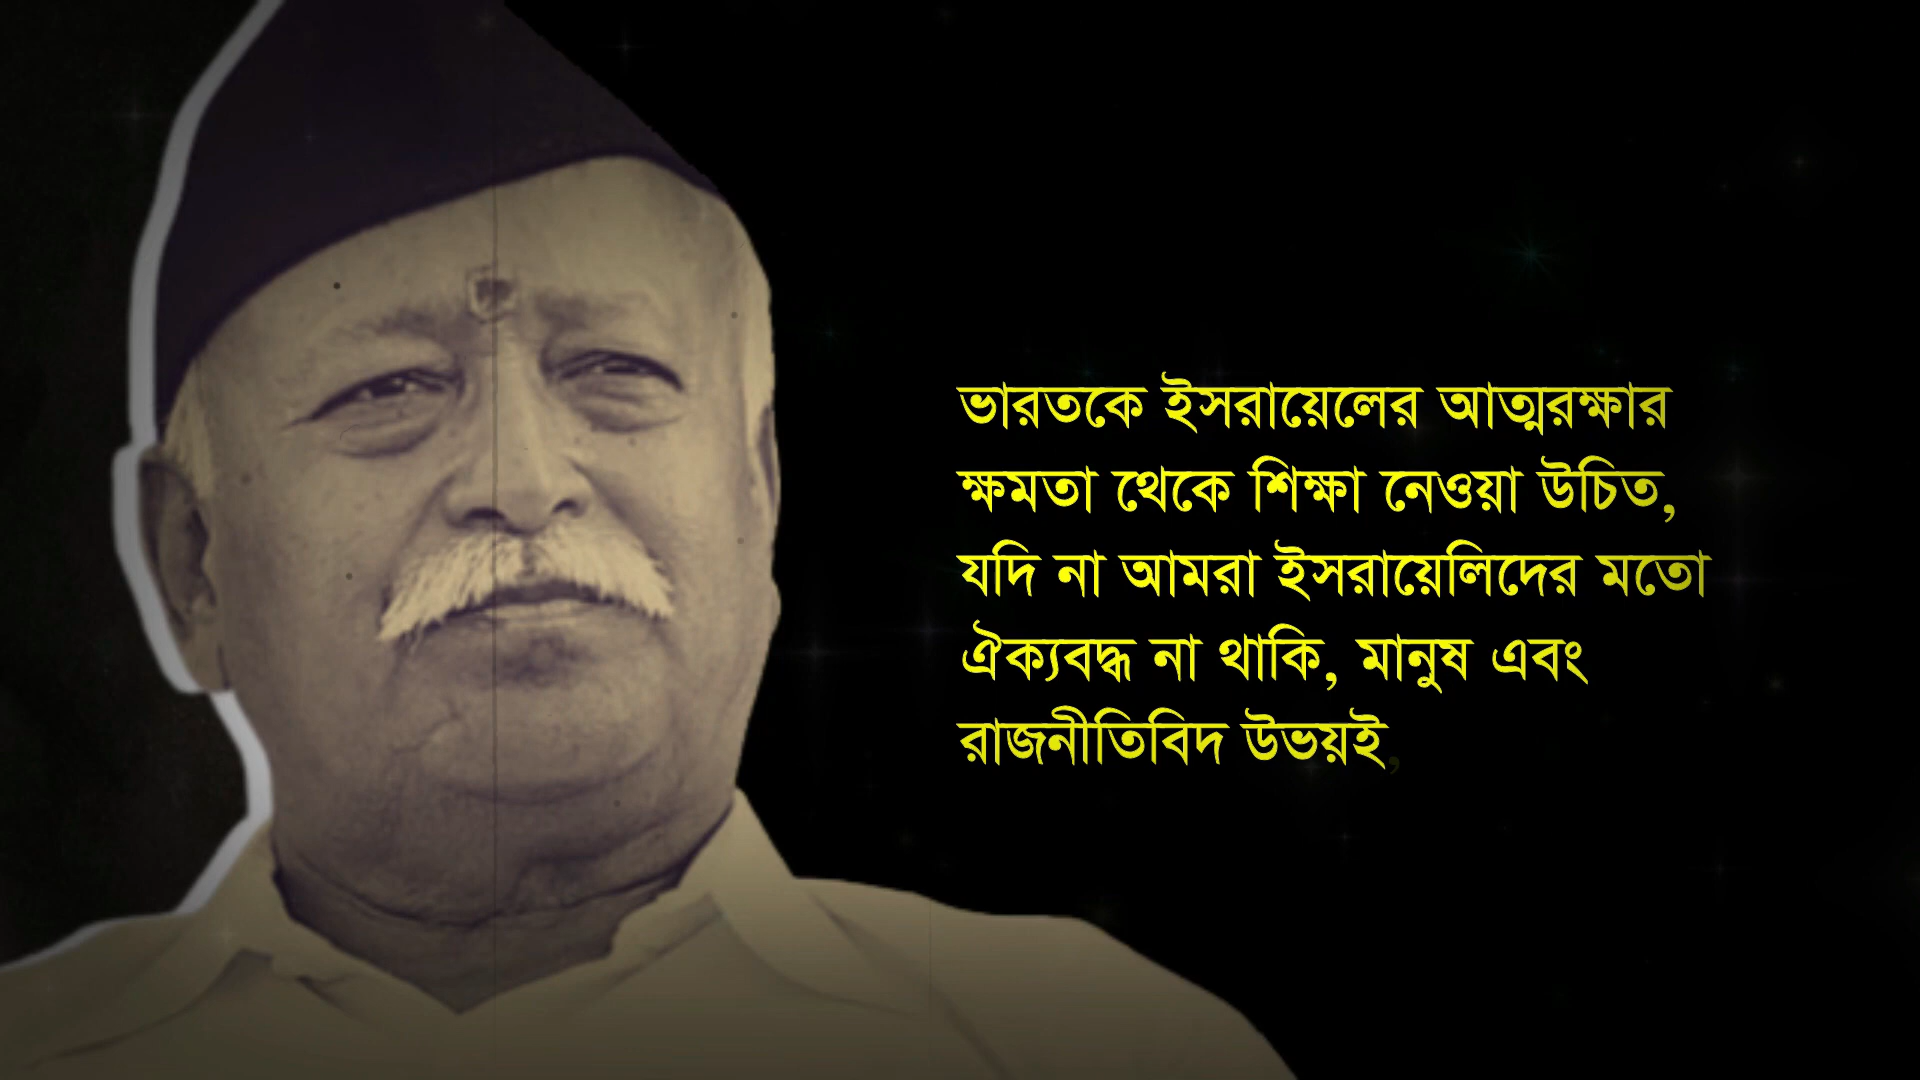 ভারতকে ইসরায়েলের আত্মরক্ষার
ক্ষমতা থেকে শিক্ষা নেওয়া উচিত,
যদি না আমরা ইসরায়েলিদের মতো
ঐক্যবদ্ধ না থাকি, মানুষ এবং
রাজনীতিবিদ উভয়ই,